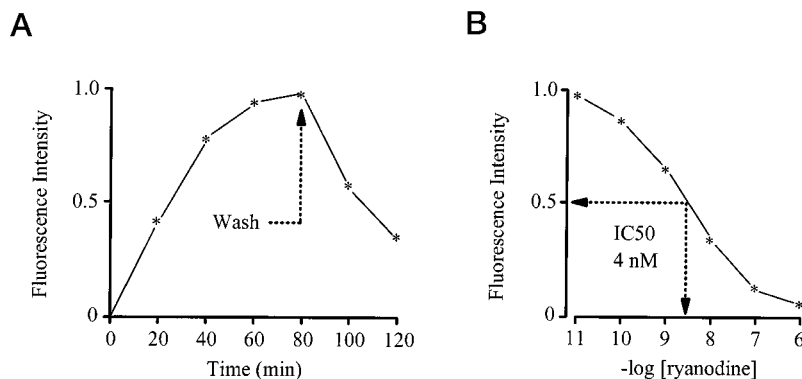 A
Fluorescence Intensity
1.0
0.5
0
Wash
0 20 40 60 80 100 120
Time (min)
B
Fluorescence Intensity
1.0
0.5
0
IC50
4 nM
11 10 9 8 7 6
-log [ryanodine]